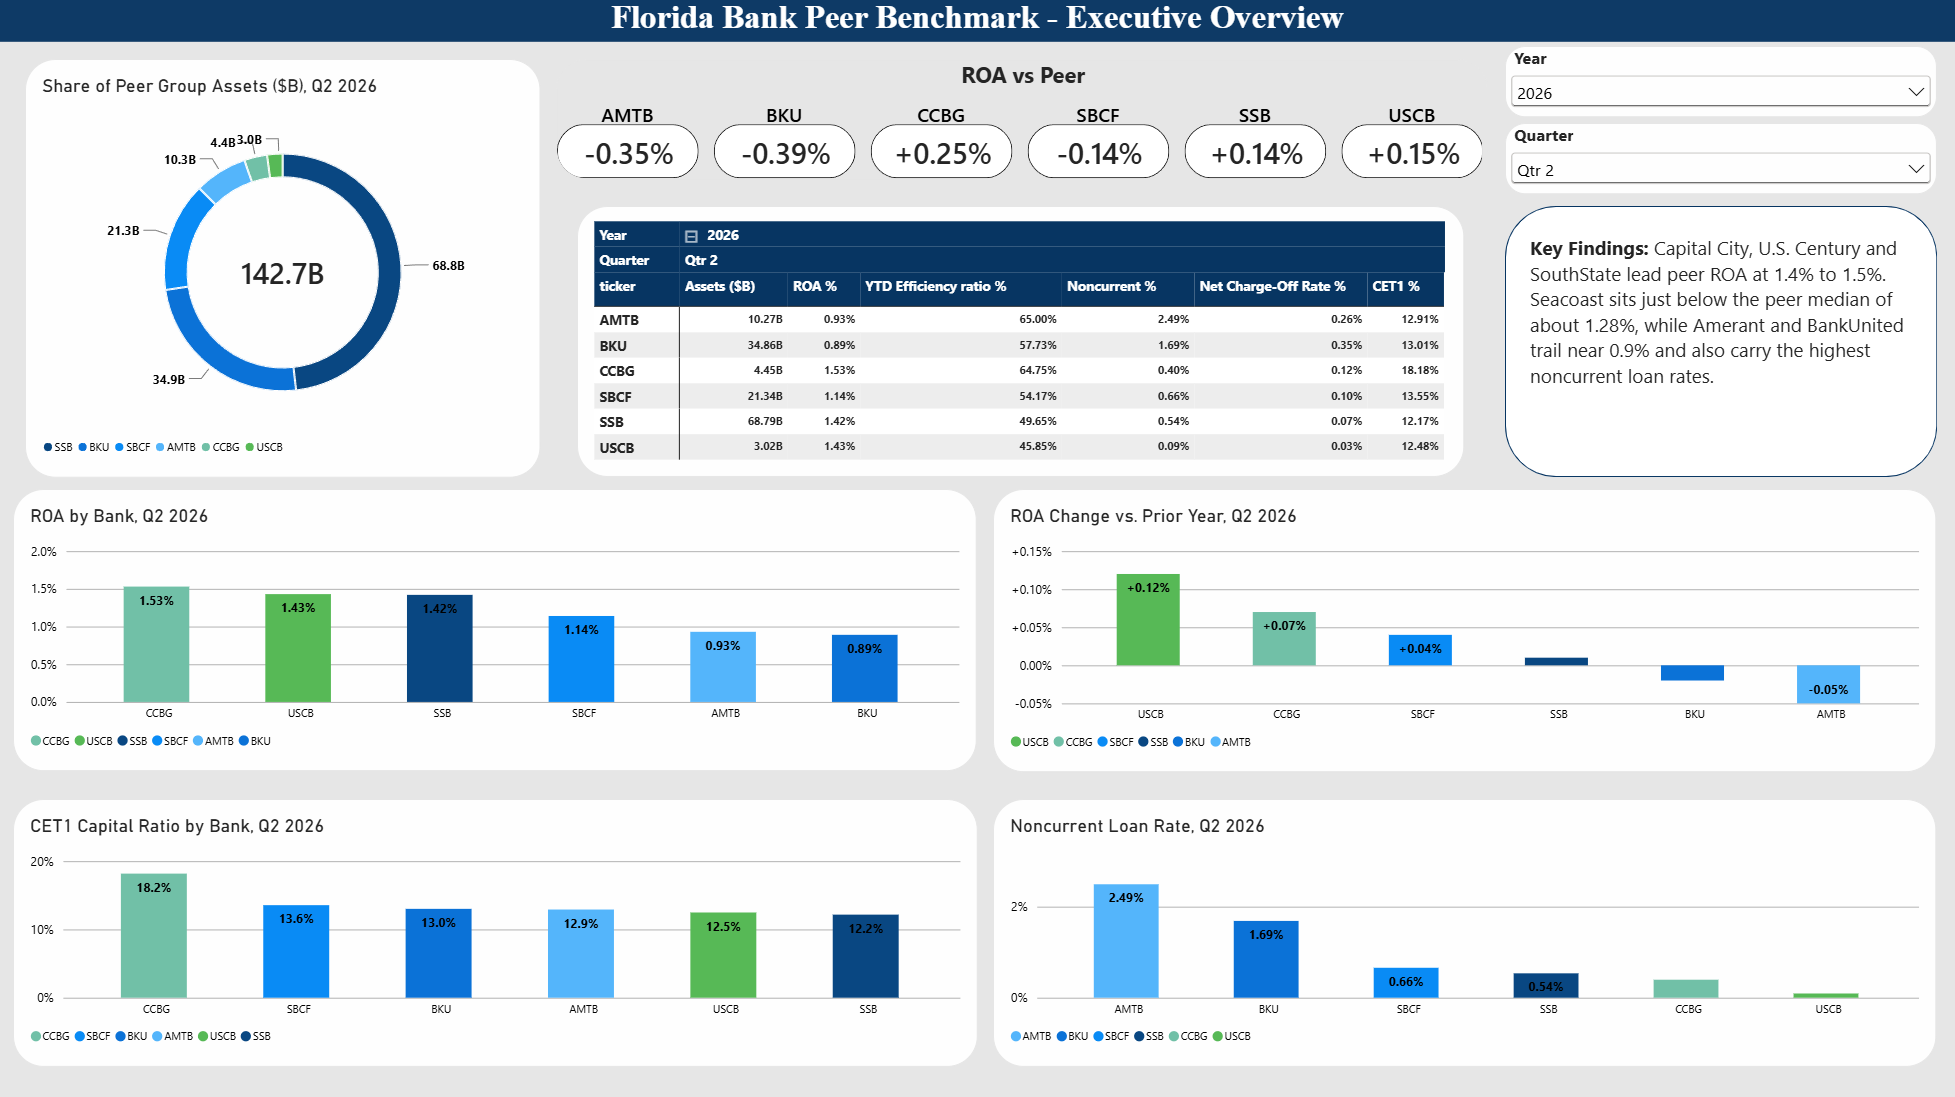 Florida Bank Peer Benchmark - Executive Overview
Share of Peer Group Assets ($B), Q2 2026
4.4B 3.0B
10.3B
21.3B
142.7B
68.8B
34.9B
SSB BKU SBCF AMTB CCBG USCB
ROA vs Peer
AMTB BKU CCBG SBCF SSB USCB
-0.35% -0.39% +0.25% -0.14% +0.14% +0.15%
Year 2026
Quarter Qtr 2
ticker Assets ($B) ROA % YTD Efficiency ratio % Noncurrent % Net Charge-Off Rate % CET1 %
AMTB 10.27B 0.93% 65.00% 2.49% 0.26% 12.91%
BKU 34.86B 0.89% 57.73% 1.69% 0.35% 13.01%
CCBG 4.45B 1.53% 64.75% 0.40% 0.12% 18.18%
SBCF 21.34B 1.14% 54.17% 0.66% 0.10% 13.55%
SSB 68.79B 1.42% 49.65% 0.54% 0.07% 12.17%
USCB 3.02B 1.43% 45.85% 0.09% 0.03% 12.48%
Year
2026
Quarter
Qtr 2
Key Findings: Capital City, U.S. Century and
SouthState lead peer ROA at 1.4% to 1.5%.
Seacoast sits just below the peer median of
about 1.28%, while Amerant and BankUnited
trail near 0.9% and also carry the highest
noncurrent loan rates.
ROA by Bank, Q2 2026
2.0%
1.5%
1.0%
0.5%
0.0%
1.53% 1.43% 1.42% 1.14% 0.93% 0.89%
CCBG USCB SSB SBCF AMTB BKU
CCBG USCB SSB SBCF AMTB BKU
ROA Change vs. Prior Year, Q2 2026
+0.15%
+0.10%
+0.05%
0.00%
-0.05%
+0.12% +0.07% +0.04% -0.05%
USCB CCBG SBCF SSB BKU AMTB
USCB CCBG SBCF SSB BKU AMTB
CET1 Capital Ratio by Bank, Q2 2026
20%
10%
0%
18.2% 13.6% 13.0% 12.9% 12.5% 12.2%
CCBG SBCF BKU AMTB USCB SSB
CCBG SBCF BKU AMTB USCB SSB
Noncurrent Loan Rate, Q2 2026
2%
0%
2.49% 1.69% 0.66% 0.54%
AMTB BKU SBCF SSB CCBG USCB
AMTB BKU SBCF SSB CCBG USCB